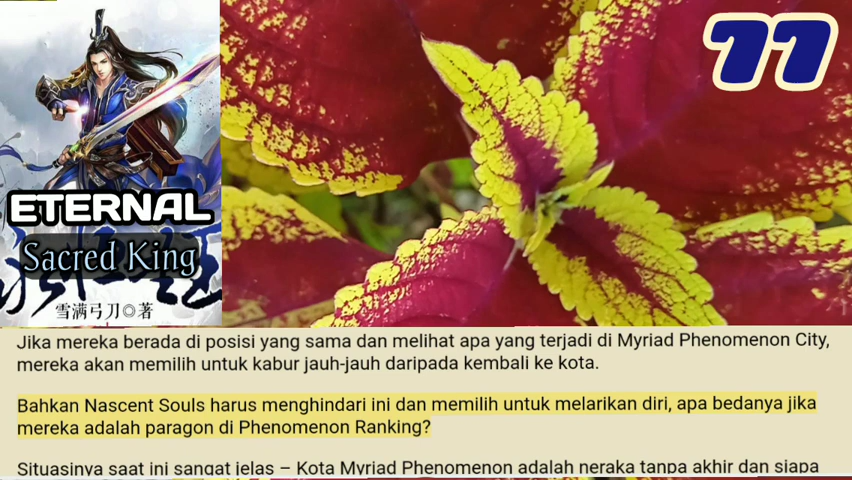 77
ETERNAL
Sacred King
雪满弓刀◎著
Jika mereka berada di posisi yang sama dan melihat apa yang terjadi di Myriad Phenomenon City,
mereka akan memilih untuk kabur jauh-jauh daripada kembali ke kota.
Bahkan Nascent Souls harus menghindari ini dan memilih untuk melarikan diri, apa bedanya jika
mereka adalah paragon di Phenomenon Ranking?
Situasinya saat ini sangat jelas – Kota Myriad Phenomenon adalah neraka tanpa akhir dan siapa